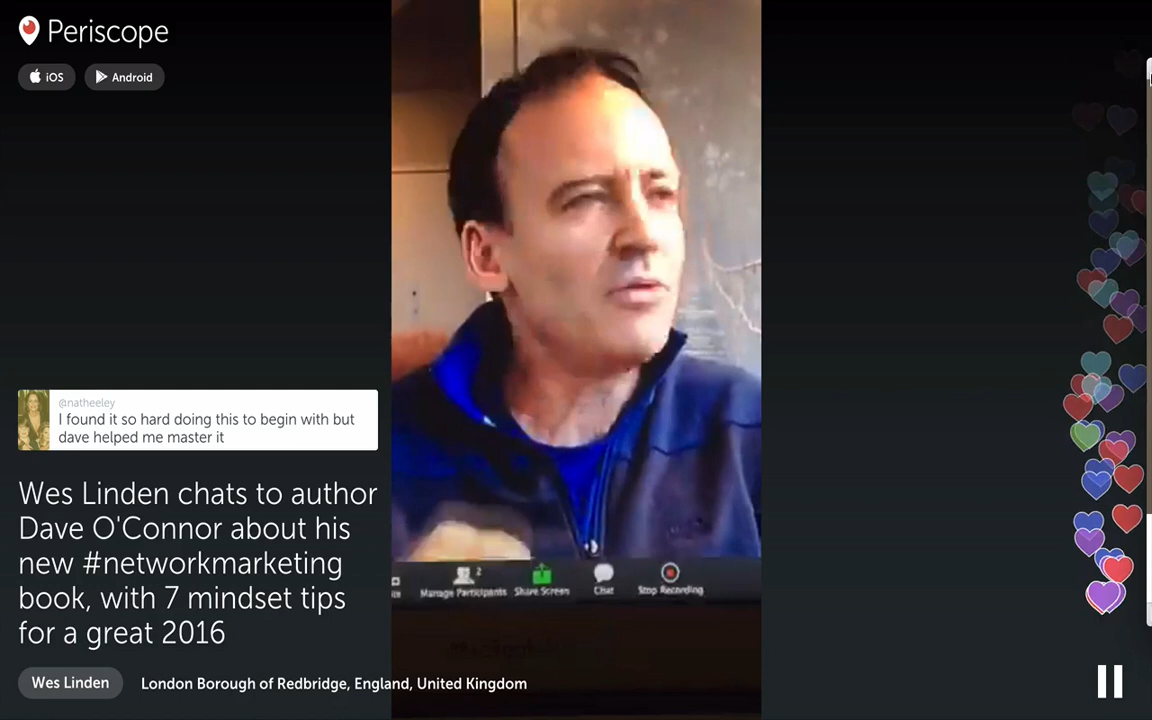 Periscope
iOS
Android
@natheeley
I found it so hard doing this to begin with but
dave helped me master it
Wes Linden chats to author
Dave O'Connor about his
new #networkmarketing
book, with 7 mindset tips
for a great 2016
Wes Linden
London Borough of Redbridge, England, United Kingdom
2
Manage Participants
Share Screen
Chat
Stop Recording